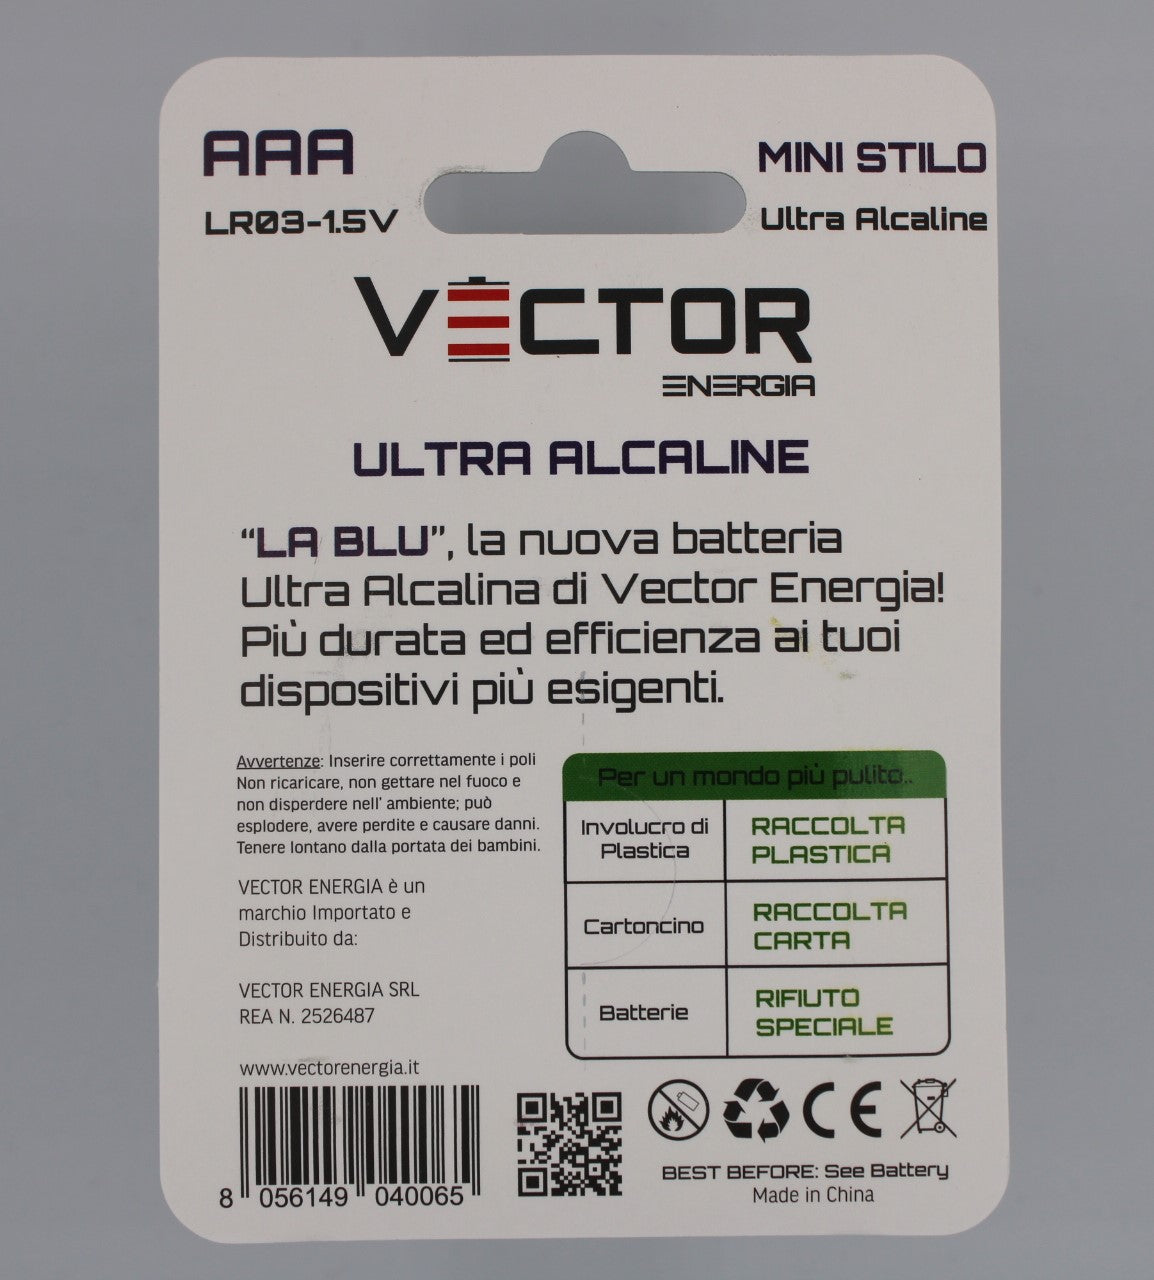 AAA
MINI STILO
LR03-1.5V
Ultra Alcaline
VECTOR
ENERGIA
ULTRA ALCALINE
“LA BLU”, la nuova batteria
Ultra Alcalina di Vector Energia!
Più durata ed efficienza ai tuoi
dispositivi più esigenti.
Avvertenze: Inserire correttamente i poli
Non ricaricare, non gettare nel fuoco e
non disperdere nell' ambiente; può
esplodere, avere perdite e causare danni.
Tenere lontano dalla portata dei bambini.
VECTOR ENERGIA è un
marchio Importato e
Distribuito da:
VECTOR ENERGIA SRL
REA N. 2526487
www.vectorenergia.it
8 056149 040065
Per un mondo più pulito..
Involucro di
Plastica
RACCOLTA
PLASTICA
Cartoncino
RACCOLTA
CARTA
Batterie
RIFIUTO
SPECIALE
CE
BEST BEFORE: See Battery
Made in China